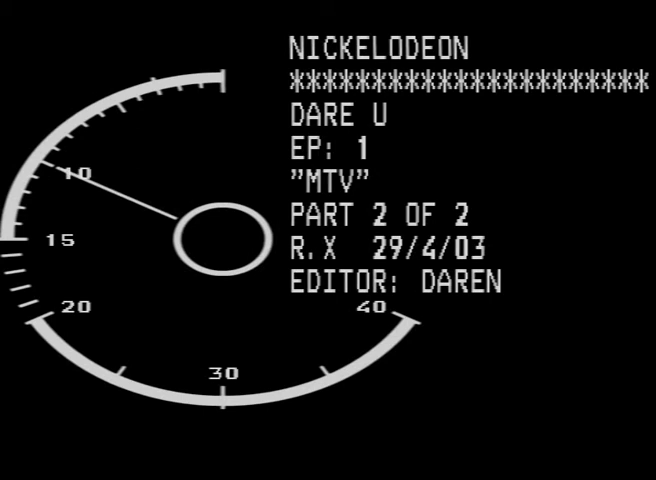 NICKELODEON
**********************
DARE U
EP: 1
"MTV"
PART 2 OF 2
R.X 29/4/03
EDITOR: DAREN
10
15
20
40
30